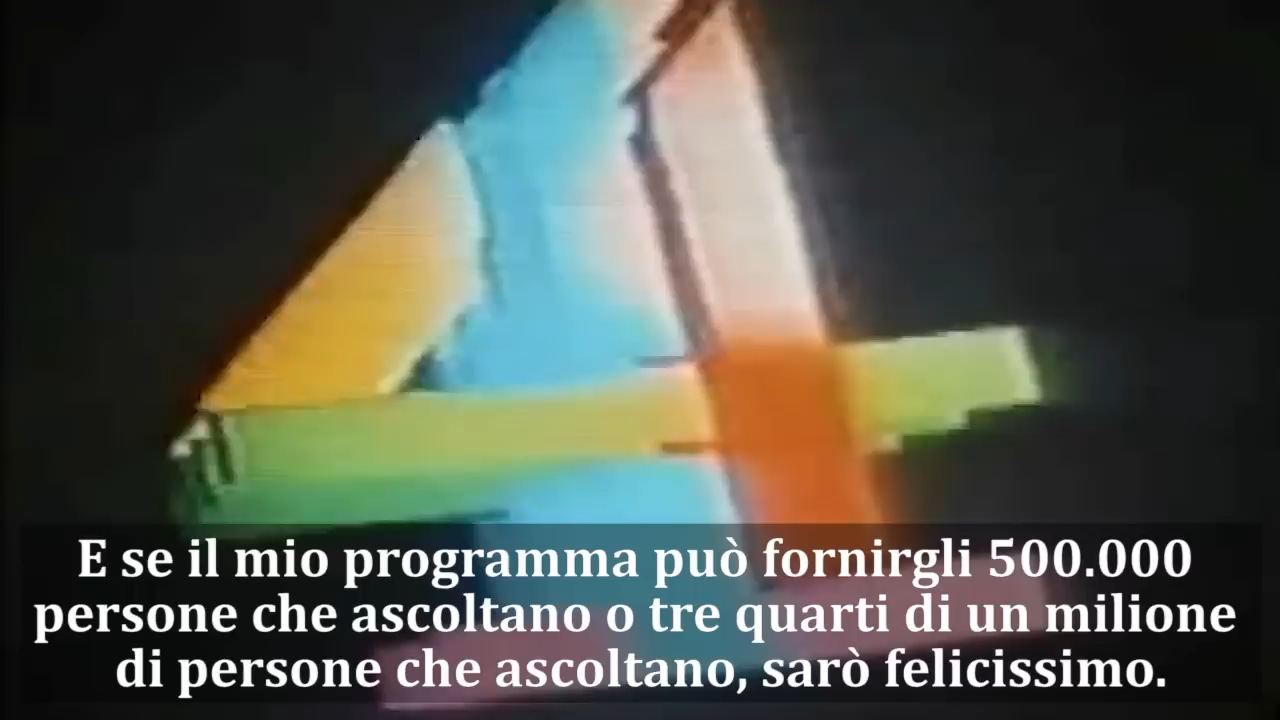 E se il mio programma può fornirgli 500.000
persone che ascoltano o tre quarti di un milione
di persone che ascoltano, sarò felicissimo.